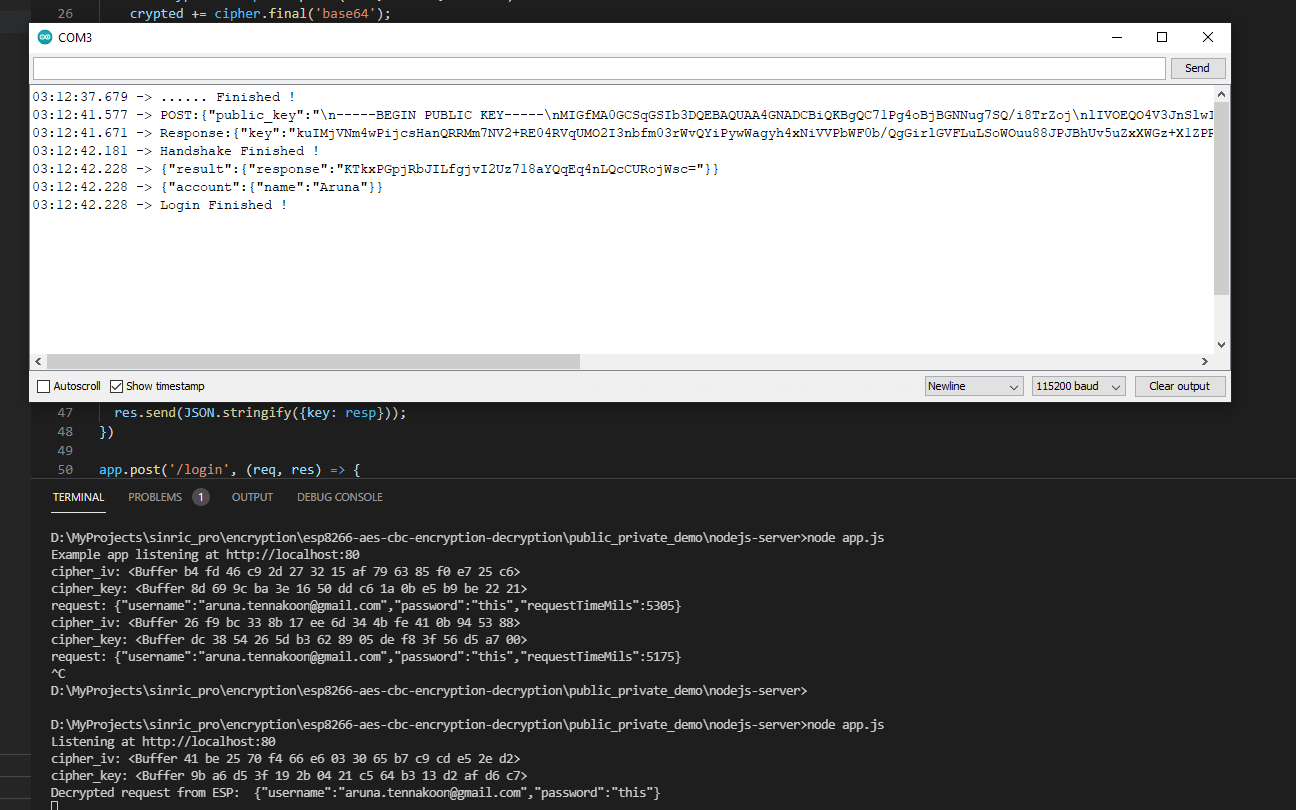 26 crypted += cipher.final('base64');
COM3
Send
03:12:37.679 -> ...... Finished !
03:12:41.577 -> POST:{"public_key":"\n-----BEGIN PUBLIC KEY-----\nMIGfMA0GCSqGSIb3DQEBAQUAA4GNADCBiQKBgQC7lPg4oBjBGNNug7SQ/i8TrZoj\nlIVOEQO4V3JnSlwI
03:12:41.671 -> Response:{"key":"kuIMjVNm4wPijcsHanQRRMm7NV2+RE04RVqUMO2I3nbfm03rWvQYiPywWagyh4xNiVVPbWF0b/QgGirlGVFLuLSoWOuu88JPJBhUv5uZxXWGz+XlZPF
03:12:42.181 -> Handshake Finished !
03:12:42.228 -> {"result":{"response":"KTkxPGpjRbJILfgjvI2Uz7l8aYQqEq4nLQcCURojWsc="}}
03:12:42.228 -> {"account":{"name":"Aruna"}}
03:12:42.228 -> Login Finished !
Autoscroll Show timestamp Newline 115200 baud Clear output
47 res.send(JSON.stringify({key: resp}));
48 })
49
50 app.post('/login', (req, res) => {
TERMINAL PROBLEMS 1 OUTPUT DEBUG CONSOLE
D:\MyProjects\sinric_pro\encryption\esp8266-aes-cbc-encryption-decryption\public_private_demo\nodejs-server>node app.js
Example app listening at http://localhost:80
cipher_iv: <Buffer b4 fd 46 c9 2d 27 32 15 af 79 63 85 f0 e7 25 c6>
cipher_key: <Buffer 8d 69 9c ba 3e 16 50 dd c6 1a 0b e5 b9 be 22 21>
request: {"username":"aruna.tennakoon@gmail.com","password":"this","requestTimeMils":5305}
cipher_iv: <Buffer 26 f9 bc 33 8b 17 ee 6d 34 4b fe 41 0b 94 53 88>
cipher_key: <Buffer dc 38 54 26 5d b3 62 89 05 de f8 3f 56 d5 a7 00>
request: {"username":"aruna.tennakoon@gmail.com","password":"this","requestTimeMils":5175}
^C
D:\MyProjects\sinric_pro\encryption\esp8266-aes-cbc-encryption-decryption\public_private_demo\nodejs-server>
D:\MyProjects\sinric_pro\encryption\esp8266-aes-cbc-encryption-decryption\public_private_demo\nodejs-server>node app.js
Listening at http://localhost:80
cipher_iv: <Buffer 41 be 25 70 f4 66 e6 03 30 65 b7 c9 cd e5 2e d2>
cipher_key: <Buffer 9b a6 d5 3f 19 2b 04 21 c5 64 b3 13 d2 af d6 c7>
Decrypted request from ESP:  {"username":"aruna.tennakoon@gmail.com","password":"this"}